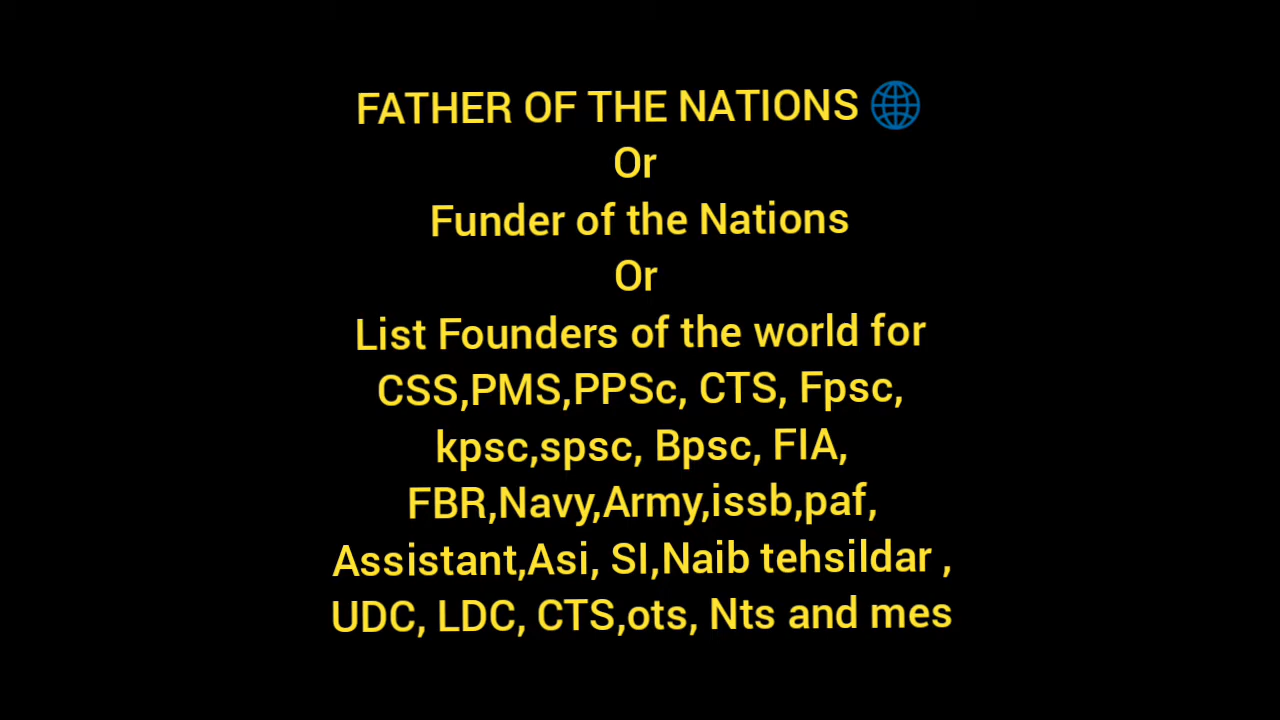 FATHER OF THE NATIONS 🌐
Or
Funder of the Nations
Or
List Founders of the world for
CSS,PMS,PPSc, CTS, Fpsc,
kpsc,spsc, Bpsc, FIA,
FBR,Navy,Army,issb,paf,
Assistant,Asi, SI,Naib tehsildar ,
UDC, LDC, CTS,ots, Nts and mes